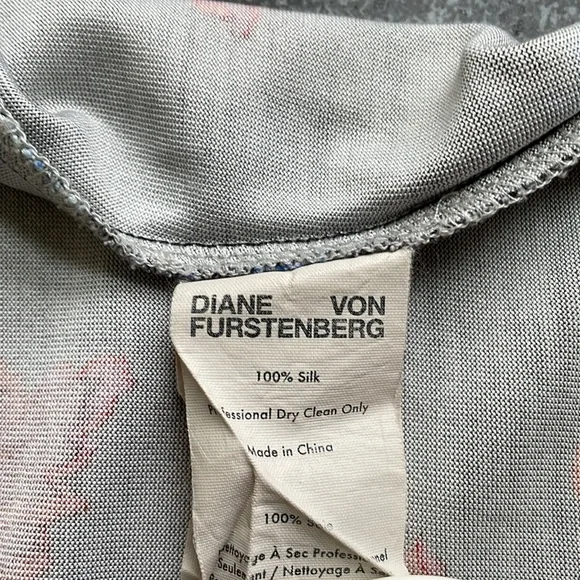 DIANE VON
FURSTENBERG
100% Silk
Professional Dry Clean Only
Made in China
100% Soie
Nettoyage À Sec Professionnel
Seulement / Nettoyage À Sec